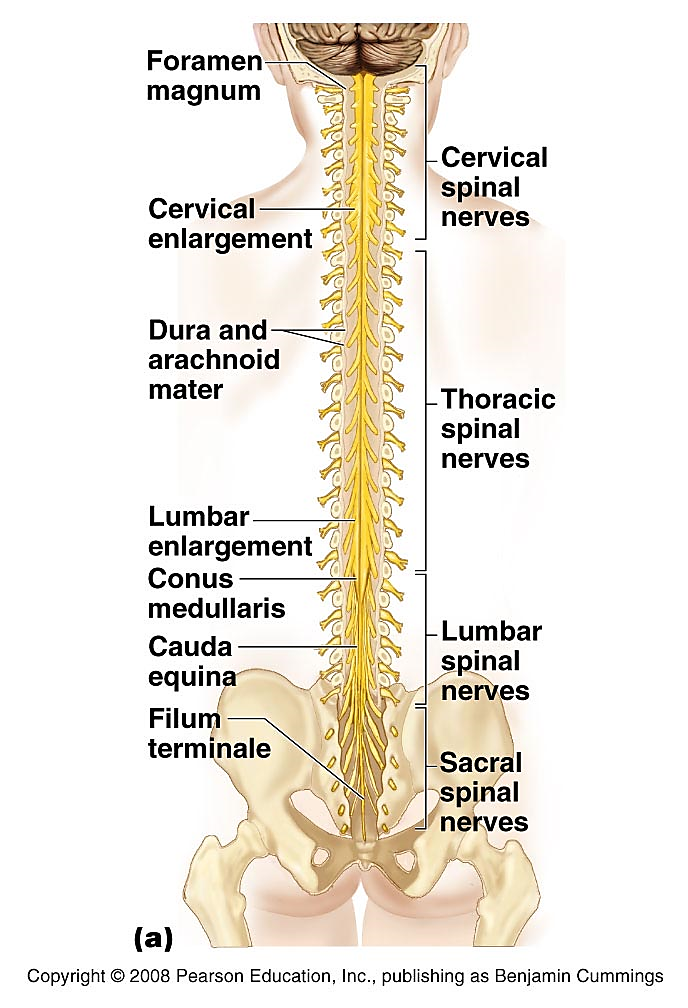 Foramen
magnum
Cervical
spinal
nerves
Cervical
enlargement
Dura and
arachnoid
mater
Thoracic
spinal
nerves
Lumbar
enlargement
Conus
medullaris
Lumbar
spinal
nerves
Cauda
equina
Filum
terminale
Sacral
spinal
nerves
(a)
Copyright © 2008 Pearson Education, Inc., publishing as Benjamin Cummings